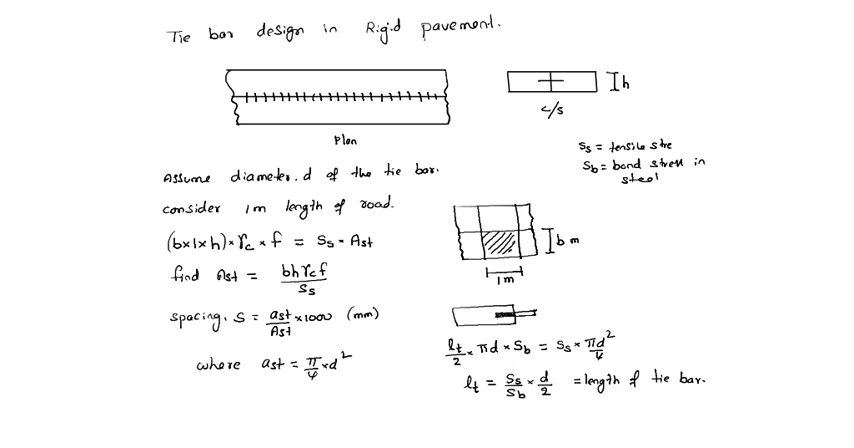 Tie bar design in Rigid pavement.
h
c/s
Plan
Ss = tensile stre
Sb = bond stress in
steel
Assume diameter, d of the tie bar.
consider 1m length of road.
(b×1×h) × γc × f = Ss × Ast
b m
1 m
find Ast = bhγcf / Ss
spacing, S = ast / Ast × 1000 (mm)
where ast = π/4 × d²
lt/2 × πd × Sb = Ss × πd²/4
lt = Ss/Sb × d/2 = length of tie bar.